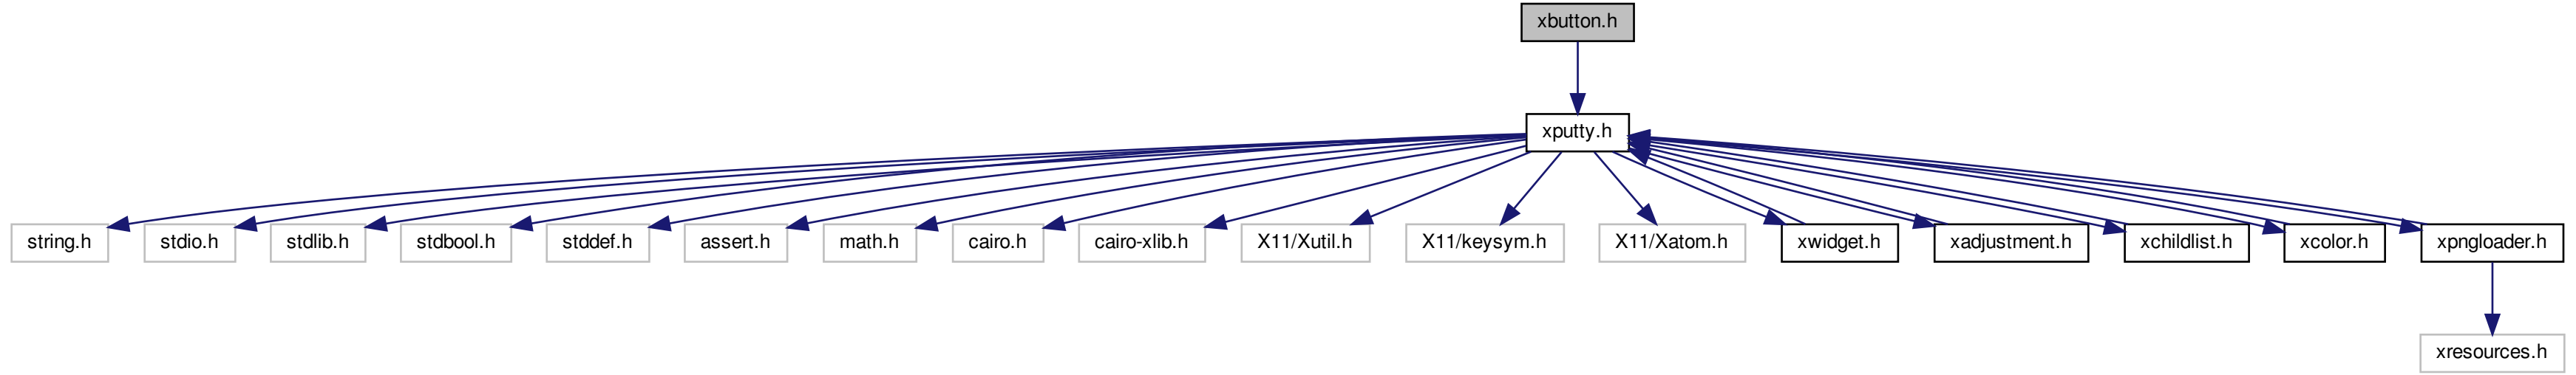 xbutton.h
xputty.h
string.h
stdio.h
stdlib.h
stdbool.h
stddef.h
assert.h
math.h
cairo.h
cairo-xlib.h
X11/Xutil.h
X11/keysym.h
X11/Xatom.h
xwidget.h
xadjustment.h
xchildlist.h
xcolor.h
xpngloader.h
xresources.h